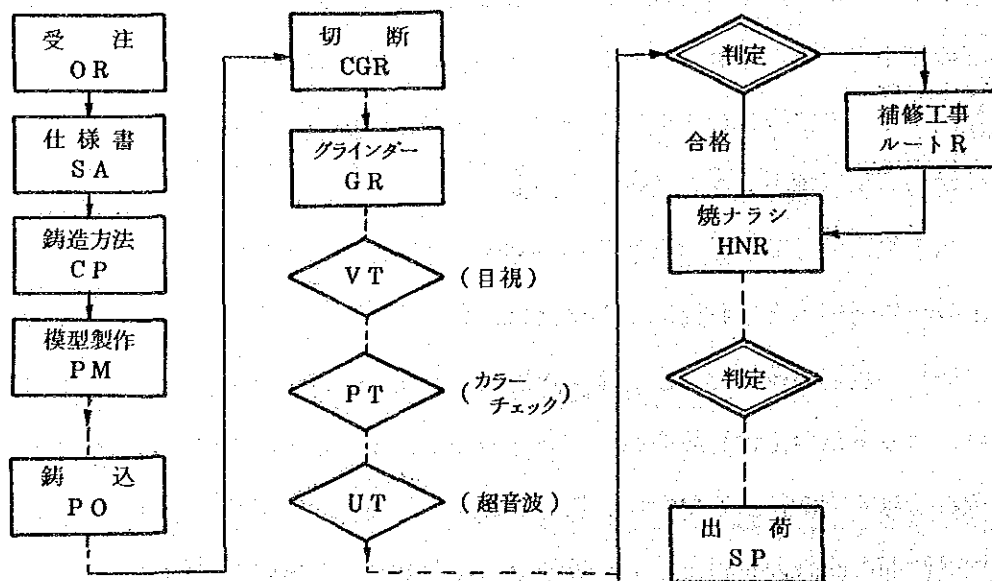 受注
OR
仕様書
SA
鋳造方法
CP
模型製作
PM
鋳込
PO
切断
CGR
グラインダー
GR
VT
(目視)
PT
(カラー
チェック)
UT
(超音波)
判定
合格
補修工事
ルートR
焼ナラシ
HNR
判定
出荷
SP